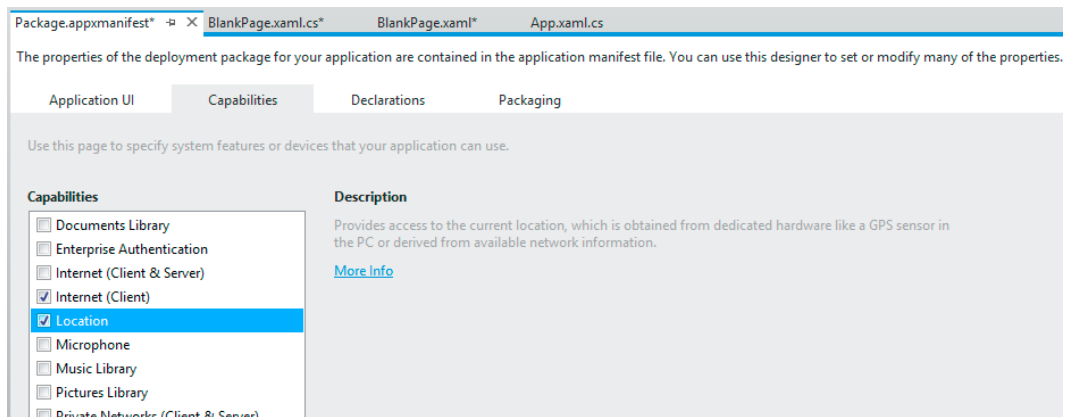 Package.appxmanifest* BlankPage.xaml.cs* BlankPage.xaml* App.xaml.cs
The properties of the deployment package for your application are contained in the application manifest file. You can use this designer to set or modify many of the properties.
Application UI Capabilities Declarations Packaging
Use this page to specify system features or devices that your application can use.
Capabilities
Documents Library
Enterprise Authentication
Internet (Client & Server)
Internet (Client)
Location
Microphone
Music Library
Pictures Library
Private Networks (Client & Server)
Description
Provides access to the current location, which is obtained from dedicated hardware like a GPS sensor in
the PC or derived from available network information.
More Info